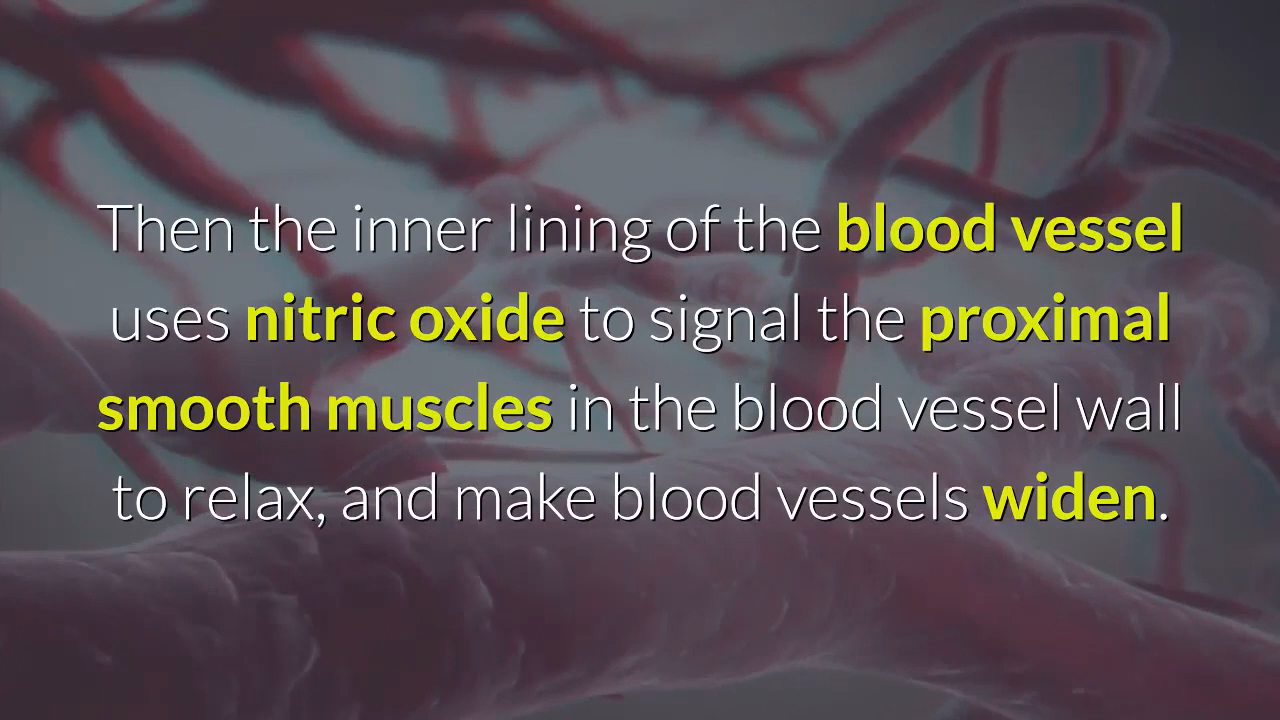 Then the inner lining of the blood vessel
uses nitric oxide to signal the proximal
smooth muscles in the blood vessel wall
to relax, and make blood vessels widen.